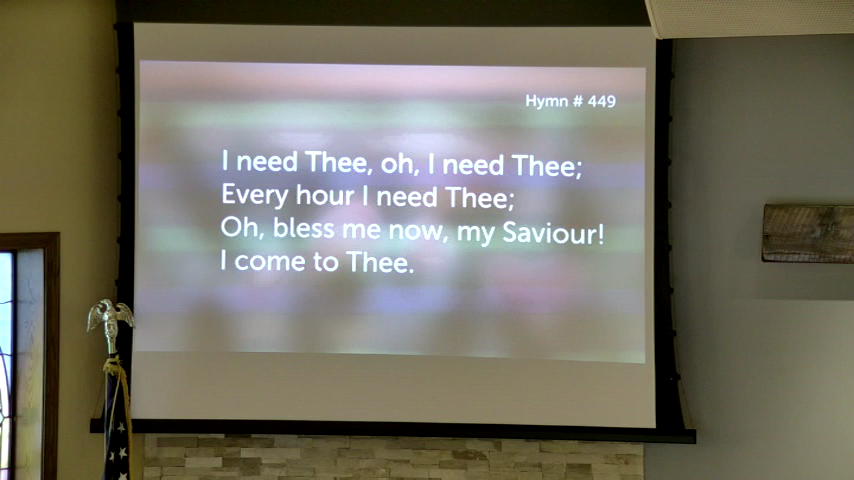 Hymn # 449
I need Thee, oh, I need Thee;
Every hour I need Thee;
Oh, bless me now, my Saviour!
I come to Thee.